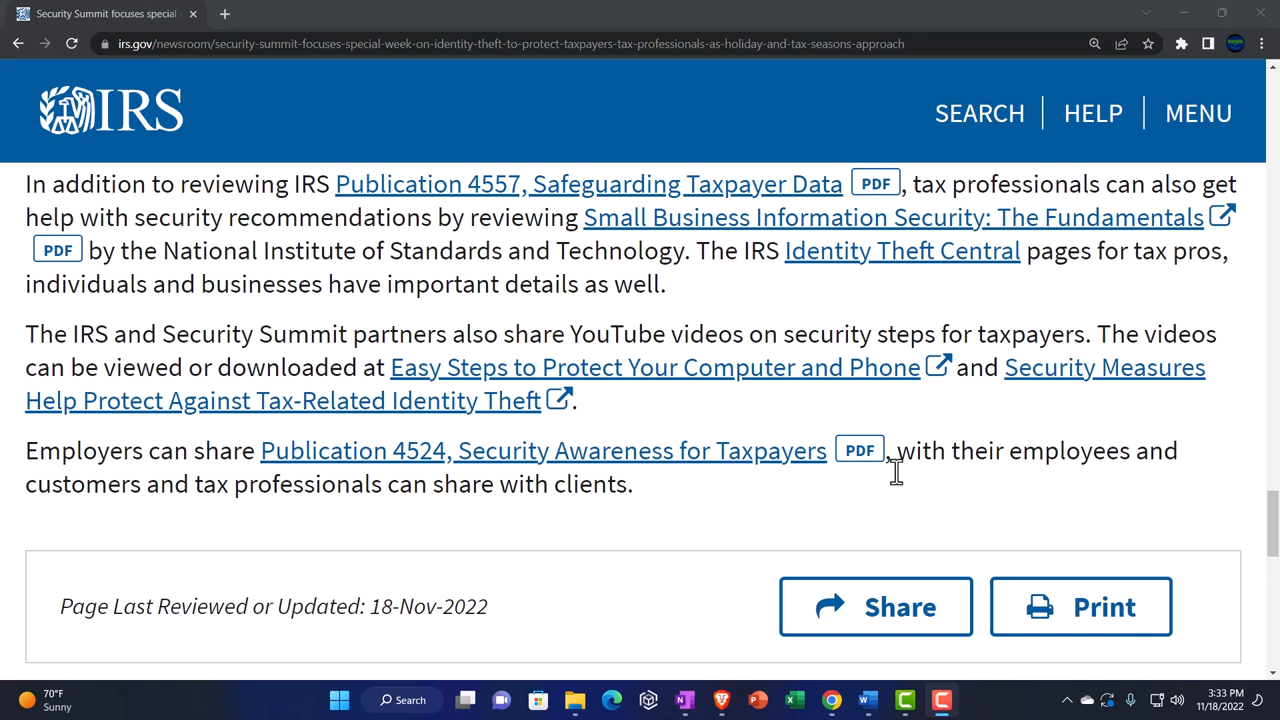 Security Summit focuses special
irs.gov/newsroom/security-summit-focuses-special-week-on-identity-theft-to-protect-taxpayers-tax-professionals-as-holiday-and-tax-seasons-approach
IRS
SEARCH
HELP
MENU
In addition to reviewing IRS Publication 4557, Safeguarding Taxpayer Data PDF , tax professionals can also get
help with security recommendations by reviewing Small Business Information Security: The Fundamentals
PDF by the National Institute of Standards and Technology. The IRS Identity Theft Central pages for tax pros,
individuals and businesses have important details as well.
The IRS and Security Summit partners also share YouTube videos on security steps for taxpayers. The videos
can be viewed or downloaded at Easy Steps to Protect Your Computer and Phone and Security Measures
Help Protect Against Tax-Related Identity Theft .
Employers can share Publication 4524, Security Awareness for Taxpayers PDF , with their employees and
customers and tax professionals can share with clients.
Page Last Reviewed or Updated: 18-Nov-2022
Share
Print
70°F
Sunny
Search
3:33 PM
11/18/2022